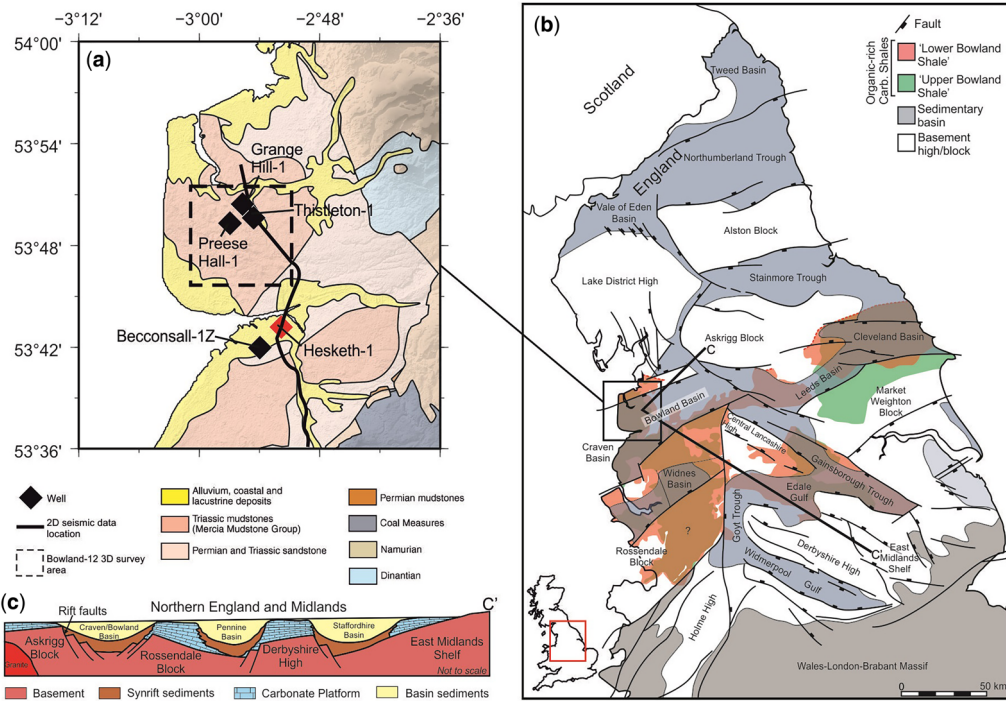 −3°12'
−3°00'
−2°48'
−2°36'
54°00'
53°54'
53°48'
53°42'
53°36'
(a)
Grange
Hill-1
Thistleton-1
Preese
Hall-1
Becconsall-1Z
Hesketh-1
Well
2D seismic data
location
Bowland-12 3D survey
area
Alluvium, coastal and
lacustrine deposits
Triassic mudstones
(Mercia Mudstone Group)
Permian and Triassic sandstone
Permian mudstones
Coal Measures
Namurian
Dinantian
(b)
Fault
Organic-rich
Carb. Shales
'Lower Bowland
Shale'
'Upper Bowland
Shale'
Sedimentary
basin
Basement
high/block
Scotland
England
Tweed Basin
Northumberland Trough
Vale of Eden
Basin
Alston Block
Lake District High
Stainmore Trough
Askrigg Block
C
Cleveland Basin
Leeds Basin
Market
Weighton
Block
Bowland Basin
Craven
Basin
Central Lancashire
High
Gainsborough Trough
Widnes
Basin
Edale
Gulf
Goyt Trough
?
Rossendale
Block
Derbyshire High
C'
East
Midlands
Shelf
Widmerpool
Gulf
Holme High
Wales-London-Brabant Massif
0
50 km
(c)
Northern England and Midlands
C'
Rift faults
Craven/Bowland
Basin
Pennine
Basin
Staffordshire
Basin
Askrigg
Block
Rossendale
Block
Derbyshire
High
East Midlands
Shelf
Granite
Not to scale
Basement
Synrift sediments
Carbonate Platform
Basin sediments